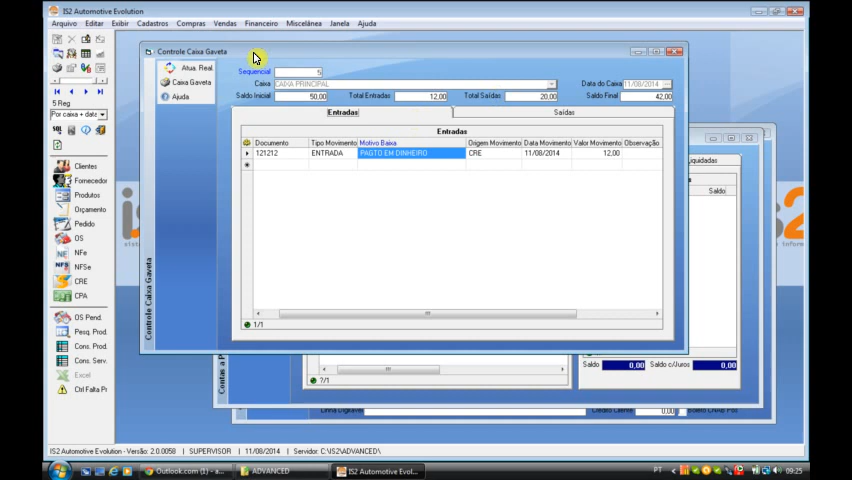 IS2 Automotive Evolution
Arquivo Editar Exibir Cadastros Compras Vendas Financeiro Miscelânea Janela Ajuda
5 Reg
Por caixa + data
SQL
Clientes
Fornecedor
Produtos
Orçamento
Pedido
OS
NFe
NFSe
CRE
CPA
OS Pend.
Pesq. Prod.
Cons. Prod.
Cons. Serv.
Excel
Ctrl Falta Pr
Controle Caixa Gaveta
Atua. Real.
Caixa Gaveta
Ajuda
Controle Caixa Gaveta
Sequencial 5
Caixa CAIXA PRINCIPAL Data do Caixa 11/08/2014
Saldo Inicial 50,00 Total Entradas 12,00 Total Saídas 20,00 Saldo Final 42,00
Entradas Saídas
Entradas
Documento Tipo Movimento Motivo Baixa Origem Movimento Data Movimento Valor Movimento Observação
121212 ENTRADA PAGTO EM DINHEIRO CRE 11/08/2014 12,00
1/1
Liquidadas
Saldo
Contas a P
?/1
Saldo 0,00 Saldo c/Juros 0,00
Linha Digitável Crédito Cliente 0,00 Boleto CNAB
IS2 Automotive Evolution - Versão: 2.0.0058 | SUPERVISOR | 11/08/2014 | Servidor: C:\IS2\ADVANCED\
Outlook.com (1) - a... ADVANCED IS2 Automotive Evol... PT 09:25